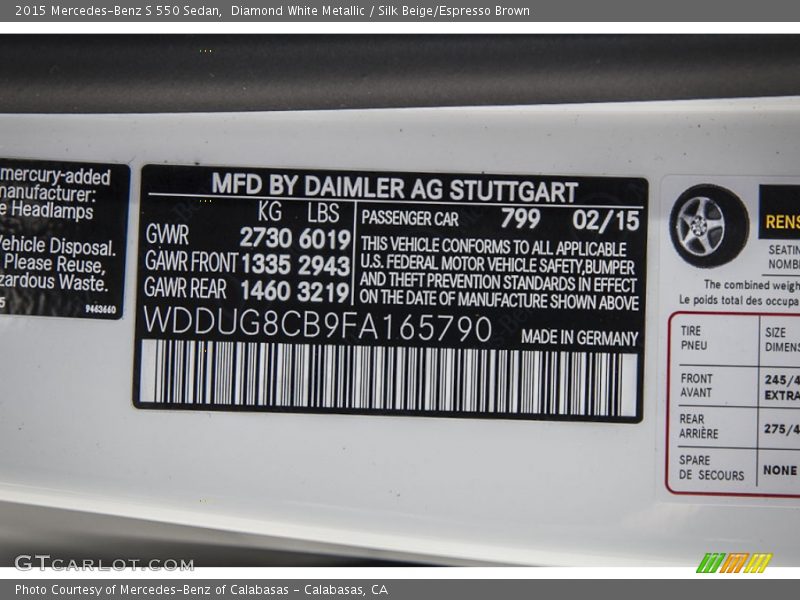 2015 Mercedes-Benz S 550 Sedan, Diamond White Metallic / Silk Beige/Espresso Brown
mercury-added
manufacturer:
Headlamps
Vehicle Disposal.
Please Reuse,
Hazardous Waste.
5
9463660
MFD BY DAIMLER AG STUTTGART
KG LBS
GWR 2730 6019
GAWR FRONT 1335 2943
GAWR REAR 1460 3219
PASSENGER CAR 799 02/15
THIS VEHICLE CONFORMS TO ALL APPLICABLE
U.S. FEDERAL MOTOR VEHICLE SAFETY,BUMPER
AND THEFT PREVENTION STANDARDS IN EFFECT
ON THE DATE OF MANUFACTURE SHOWN ABOVE
WDDUG8CB9FA165790
MADE IN GERMANY
RENS
SEATIN
NOMB
The combined weigh
Le poids total des occupa
TIRE
PNEU
SIZE
DIMENS
FRONT
AVANT
245/4
EXTRA
REAR
ARRIÈRE
275/4
SPARE
DE SECOURS
NONE
GTCARLOT.COM
Photo Courtesy of Mercedes-Benz of Calabasas - Calabasas, CA